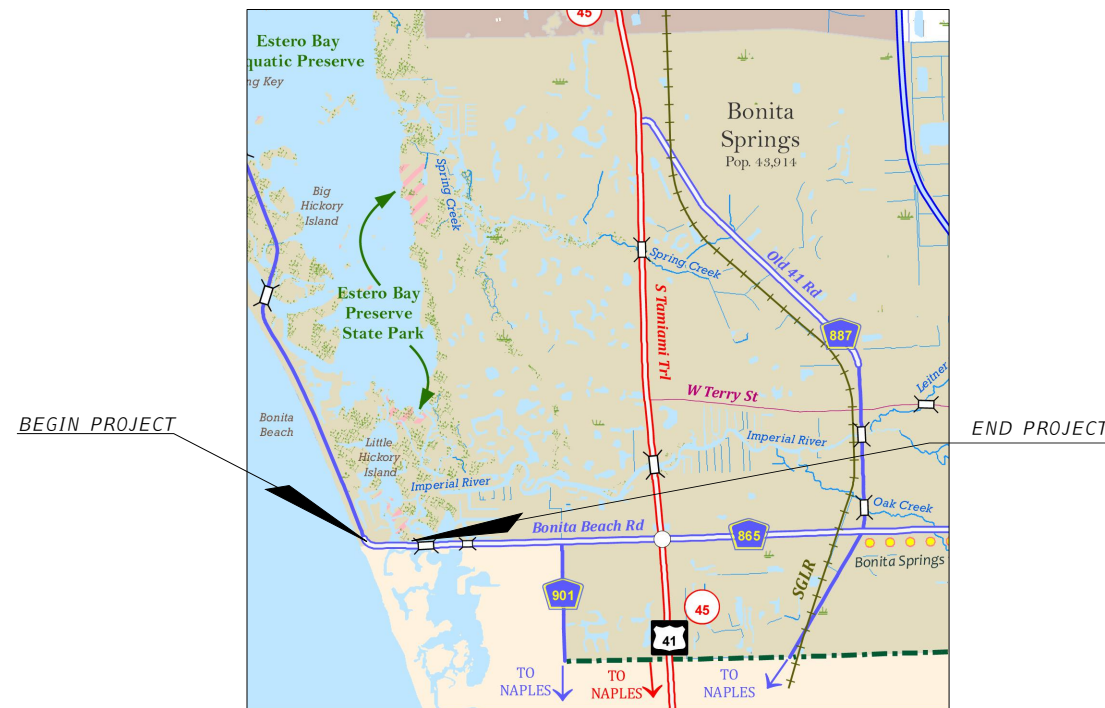 45
Estero Bay
quatic Preserve
ng Key
Bonita
Springs
Pop. 43,914
Spring Creek
Big
Hickory
Island
Spring Creek
Old 41 Rd
Estero Bay
Preserve
State Park
S Tamiami Trl
887
W Terry St
Leitner
BEGIN PROJECT
Bonita
Beach
Little
Hickory
Island
Imperial River
END PROJECT
Imperial River
Oak Creek
Bonita Beach Rd
865
Bonita Springs
SGLR
901
45
41
TO
NAPLES
TO
NAPLES
TO
NAPLES